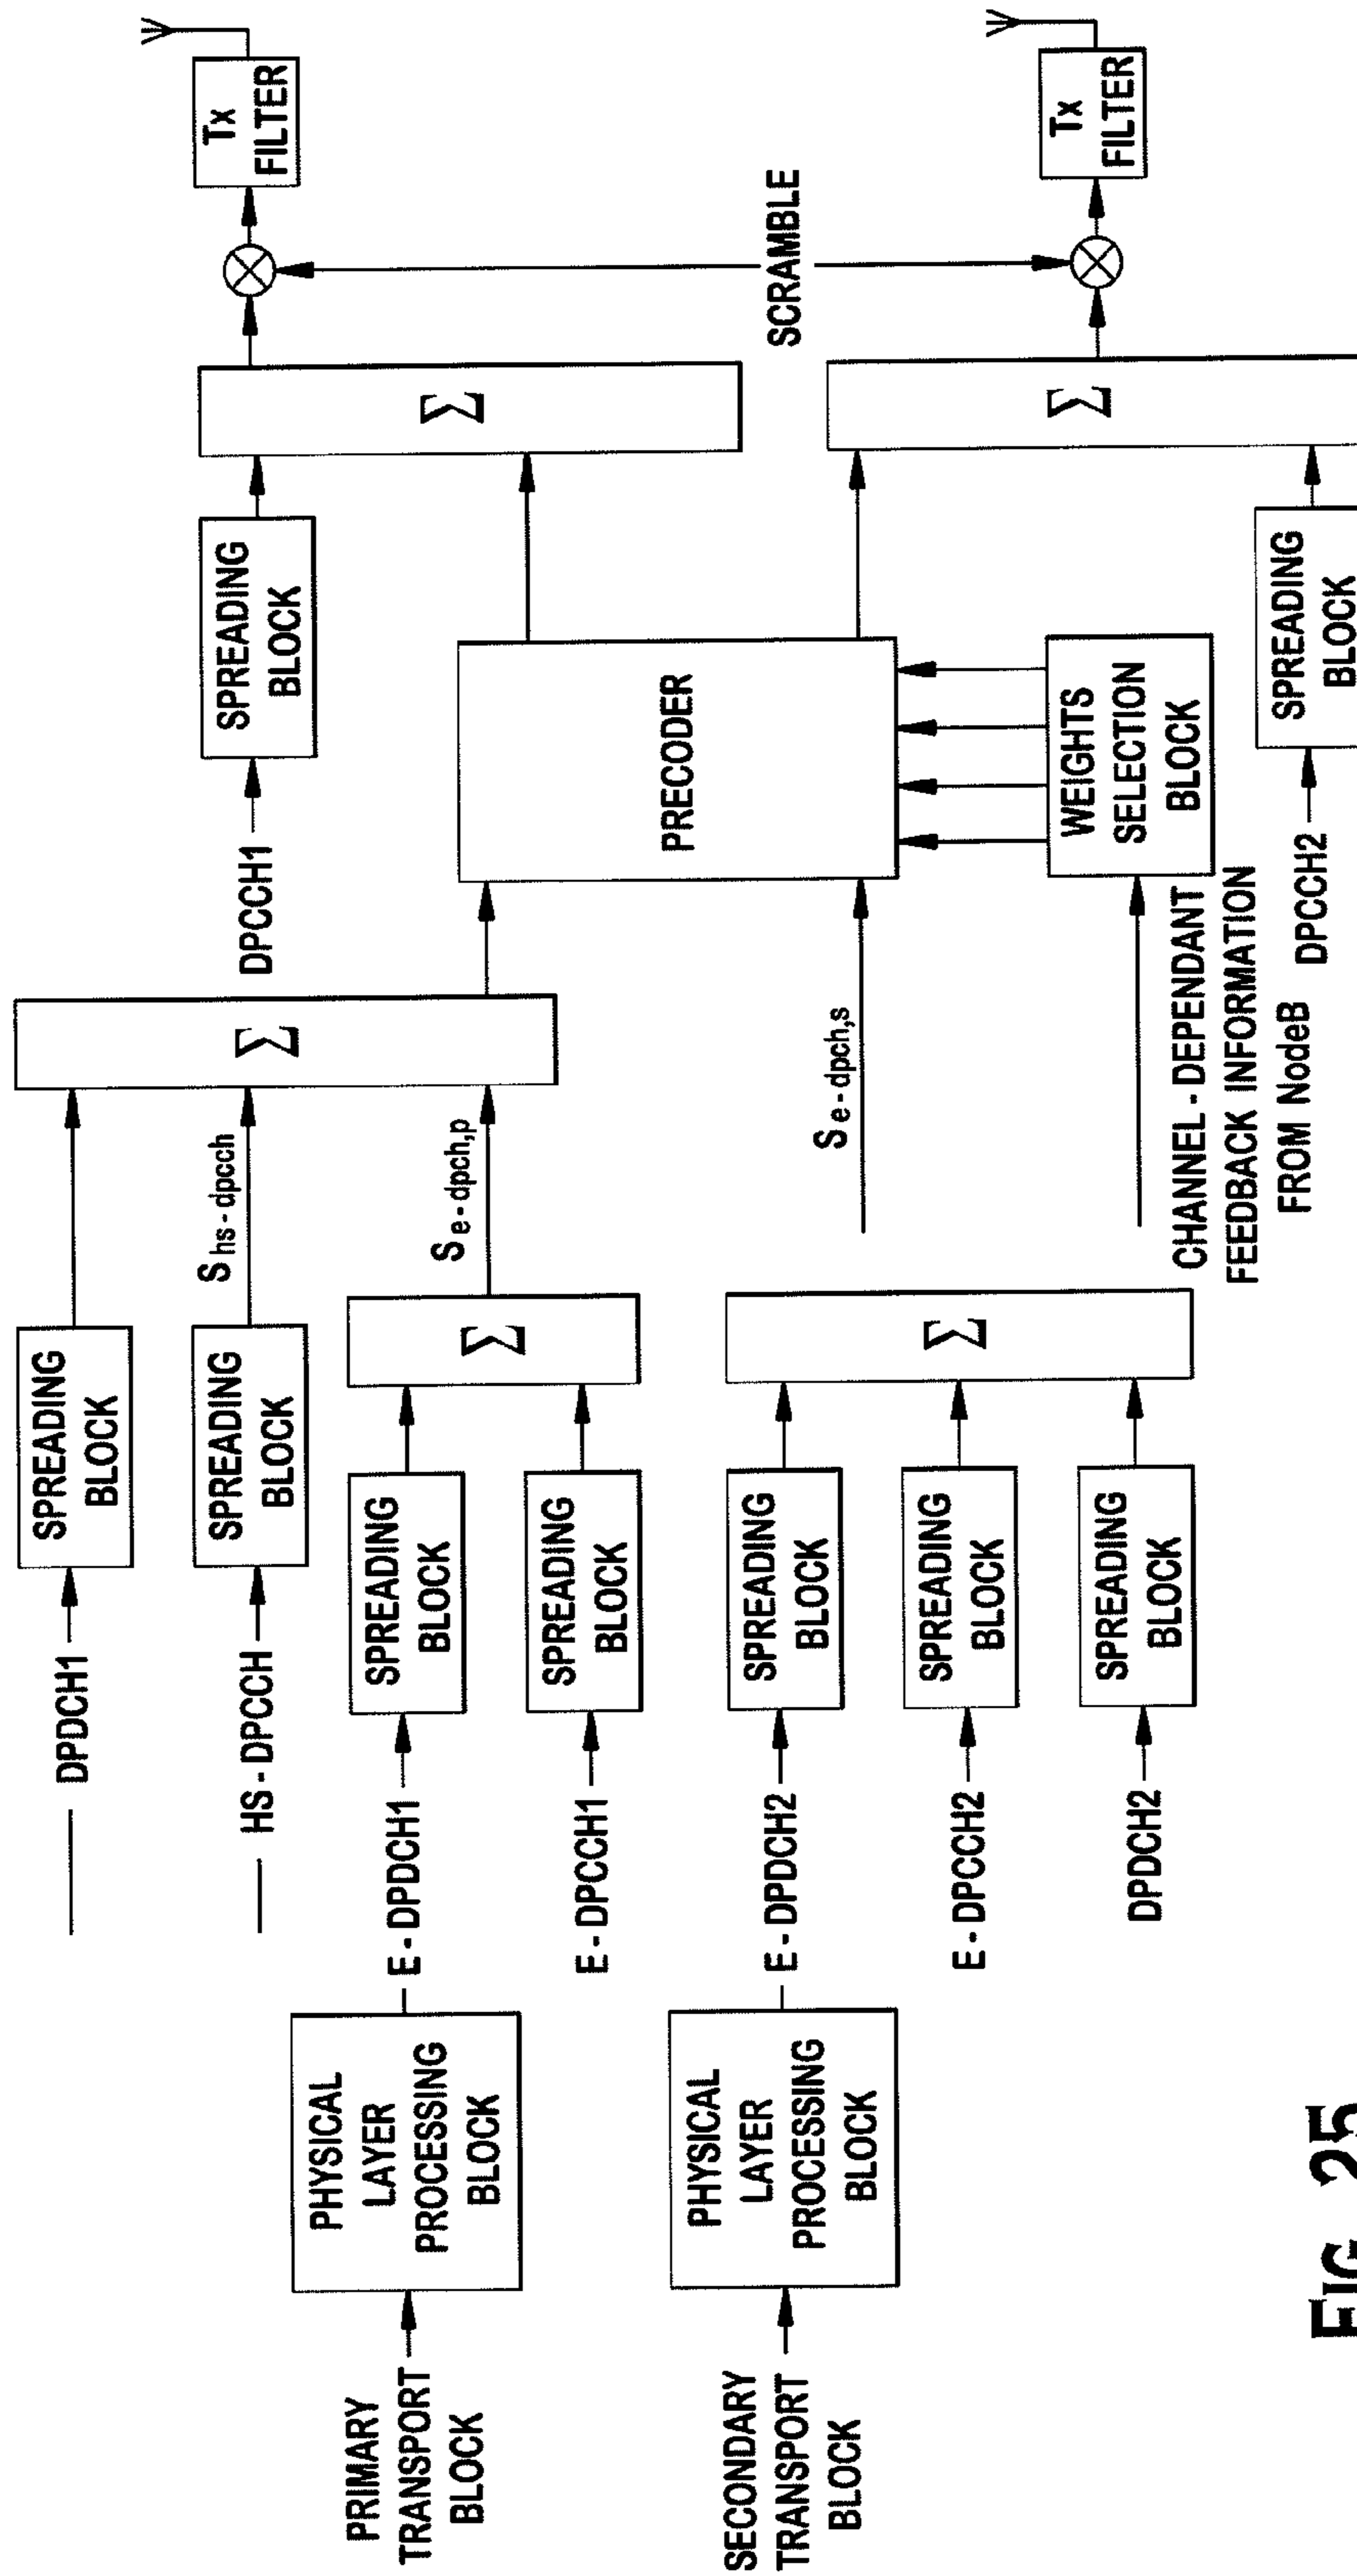 PRIMARY
TRANSPORT
BLOCK
PHYSICAL
LAYER
PROCESSING
BLOCK
E - DPDCH1
SPREADING
BLOCK
E - DPCCH1
SPREADING
BLOCK
Σ
S e - dpch,p
DPDCH1
SPREADING
BLOCK
HS - DPCCH
SPREADING
BLOCK
S hs - dpcch
Σ
SECONDARY
TRANSPORT
BLOCK
PHYSICAL
LAYER
PROCESSING
BLOCK
E - DPDCH2
SPREADING
BLOCK
E - DPCCH2
SPREADING
BLOCK
DPDCH2
SPREADING
BLOCK
Σ
S e - dpch,s
PRECODER
CHANNEL - DEPENDANT
FEEDBACK INFORMATION
FROM NodeB
WEIGHTS
SELECTION
BLOCK
DPCCH1
SPREADING
BLOCK
Σ
DPCCH2
SPREADING
BLOCK
Σ
SCRAMBLE
Tx
FILTER
Tx
FILTER
FIG. 25